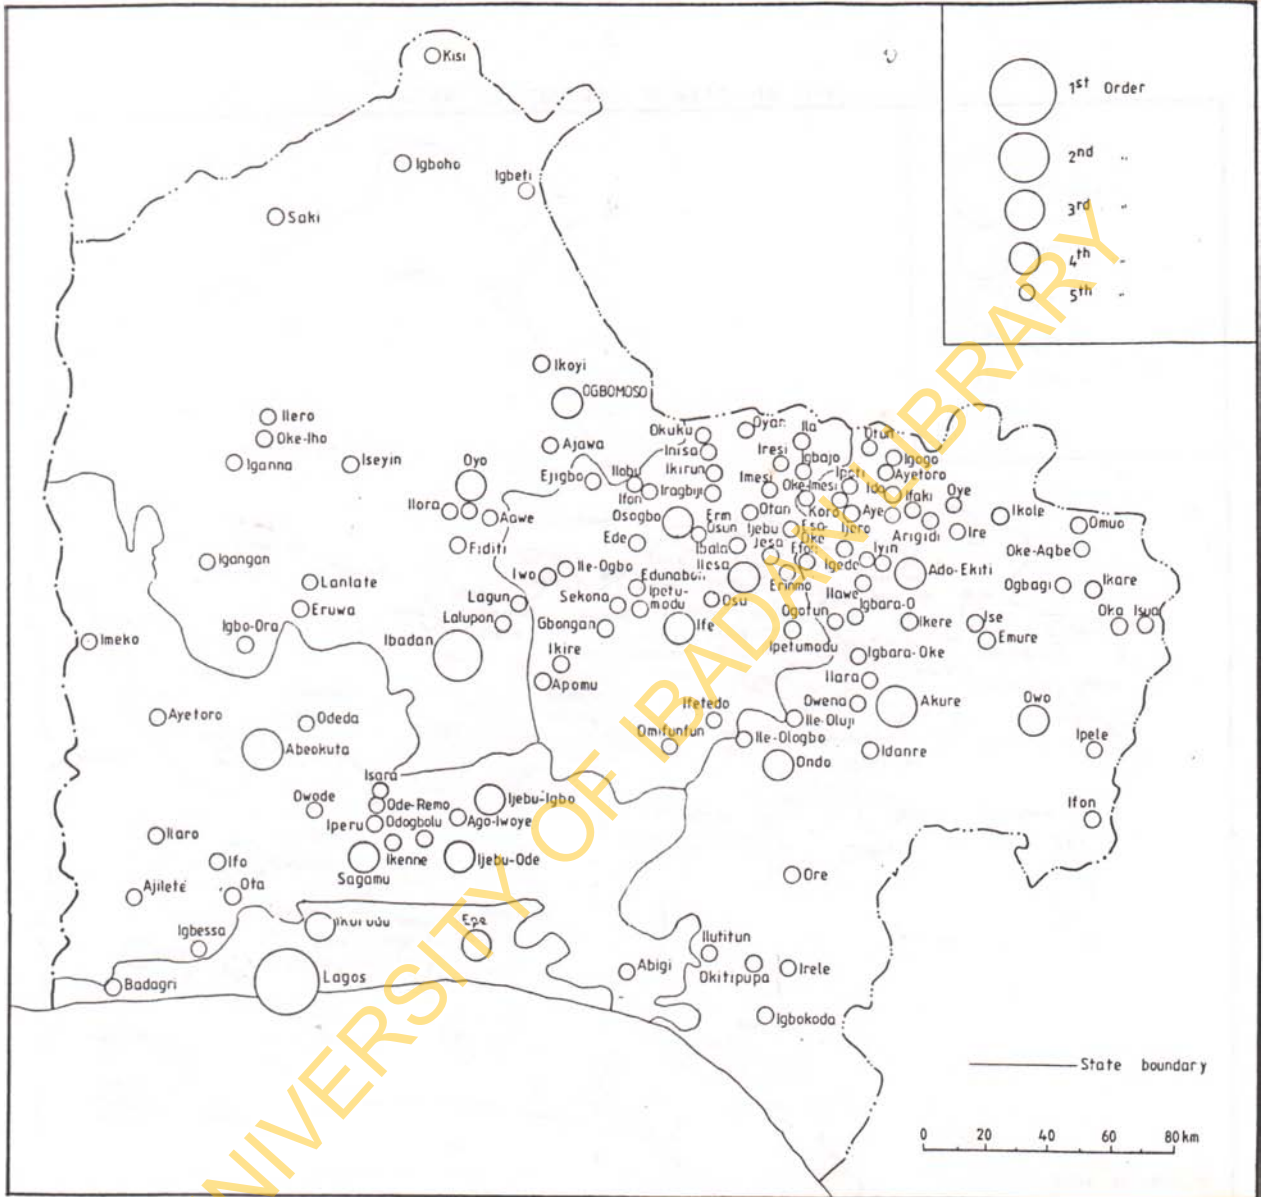 Kisi
1st Order
2nd "
3rd "
4th "
5th "
Igboho
Igbeti
Saki
Ikoyi
OGBOMOSO
Ilero
Oke-Iho
Iganna
Iseyin
Ajawa
Oyo
Ejigbo
Ilobu
Ifon
Okuku
Inisa
Ikirun
Iragbiji
Oyan
Ila
Iresi
Igbajo
Imesi
Oke-Imesi
Ipoti
Otun
Igogo
Ayetoro
Ido
Ifaki
Oye
Ilora
Aawe
Osogbo
Erin
Osun
Otan
Koro
Aye
Arigidi
Ire
Ikole
Omuo
Ijebu
Jesa
Esa-
Oke
Ijero
Fiditi
Ede
Ibala
Efon
Iyin
Oke-Agbe
Igangan
Lanlate
Iwo
Ile-Ogbo
Edunabon
Ilesa
Erinmo
Igede
Ado-Ekiti
Ogbagi
Ikare
Eruwa
Lagun
Sekona
Ipetu-
modu
Osu
Ilawe
Igbara-O
Imeko
Igbo-Ora
Lalupon
Gbongan
Ife
Ogotun
Ikere
Ise
Oka
Isua
Ibadan
Ipetumodu
Emure
Ikire
Igbara-Oke
Apomu
Ilara
Ayetoro
Odeda
Ifetedo
Owena
Akure
Owo
Ile-Oluji
Abeokuta
Omifunfun
Ile-Ologbo
Idanre
Ipele
Ondo
Isara
Owode
Ode-Remo
Ijebu-Igbo
Ifon
Iperu
Odogbolu
Ago-Iwoye
Ilaro
Ifo
Sagamu
Ikenne
Ijebu-Ode
Ajilete
Ota
Ore
Igbessa
Ikorodu
Epe
Ilutitun
Badagri
Lagos
Abigi
Okitipupa
Irele
Igbokoda
State boundary
0 20 40 60 80 km
UNIVERSITY OF IBADAN LIBRARY